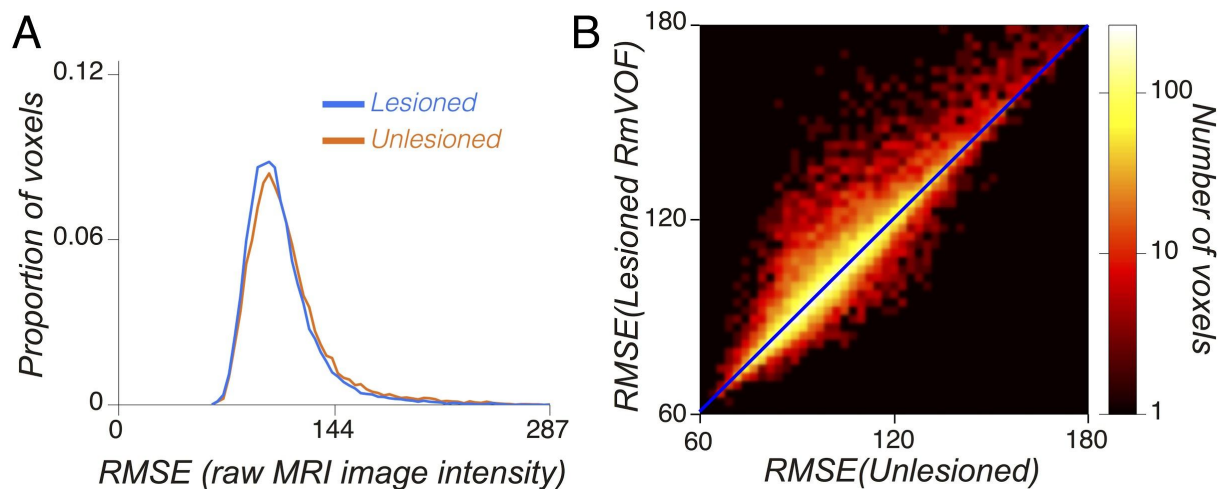 A
0.12
0.06
0
Proportion of voxels
Lesioned
Unlesioned
0
144
287
RMSE (raw MRI image intensity)
B
180
120
60
RMSE(Lesioned RmVOF)
60
120
180
RMSE(Unlesioned)
100
10
1
Number of voxels